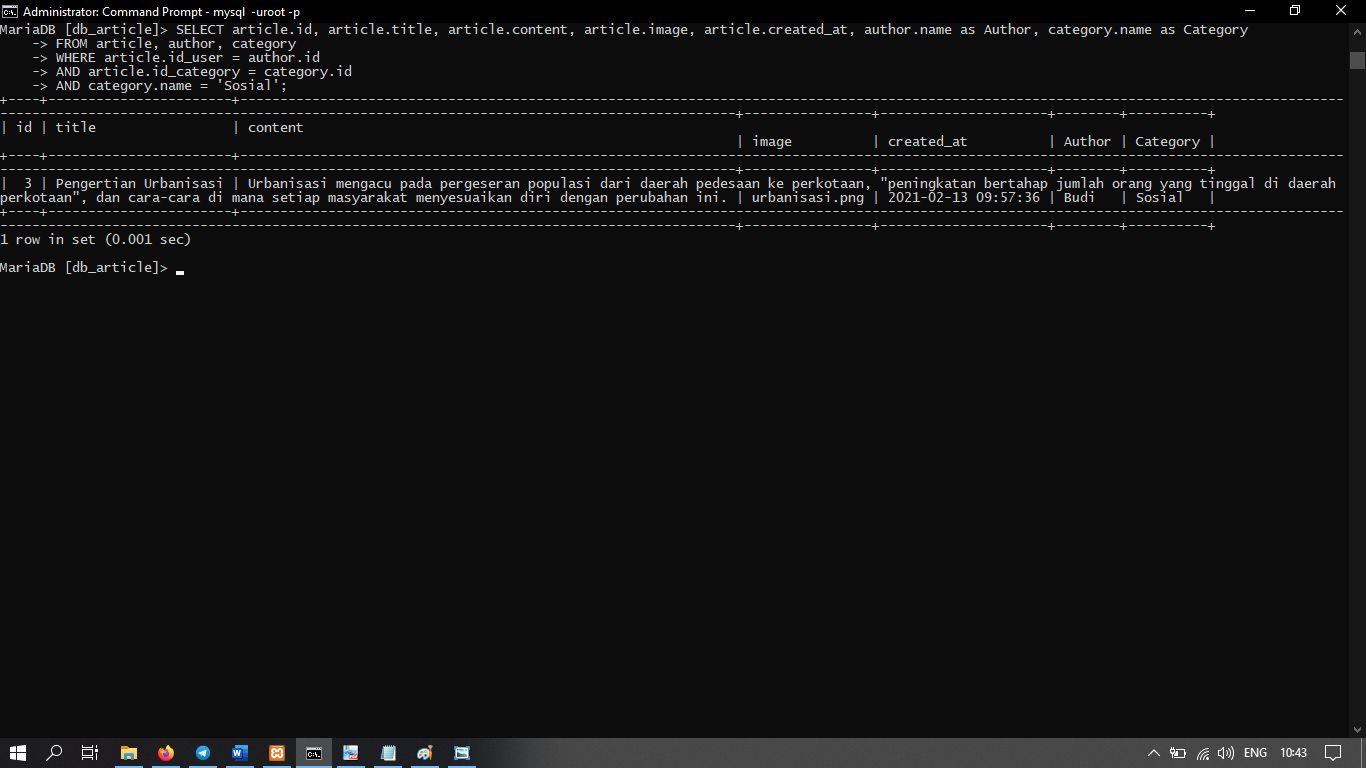 Administrator: Command Prompt - mysql  -uroot -p
MariaDB [db_article]> SELECT article.id, article.title, article.content, article.image, article.created_at, author.name as Author, category.name as Category
    -> FROM article, author, category
    -> WHERE article.id_user = author.id
    -> AND article.id_category = category.id
    -> AND category.name = 'Sosial';
| id | title                 | content
| image          | created_at          | Author | Category |
|  3 | Pengertian Urbanisasi | Urbanisasi mengacu pada pergeseran populasi dari daerah pedesaan ke perkotaan, "peningkatan bertahap jumlah orang yang tinggal di daerah
perkotaan", dan cara-cara di mana setiap masyarakat menyesuaikan diri dengan perubahan ini. | urbanisasi.png | 2021-02-13 09:57:36 | Budi   | Sosial   |
1 row in set (0.001 sec)
MariaDB [db_article]>
ENG 10:43